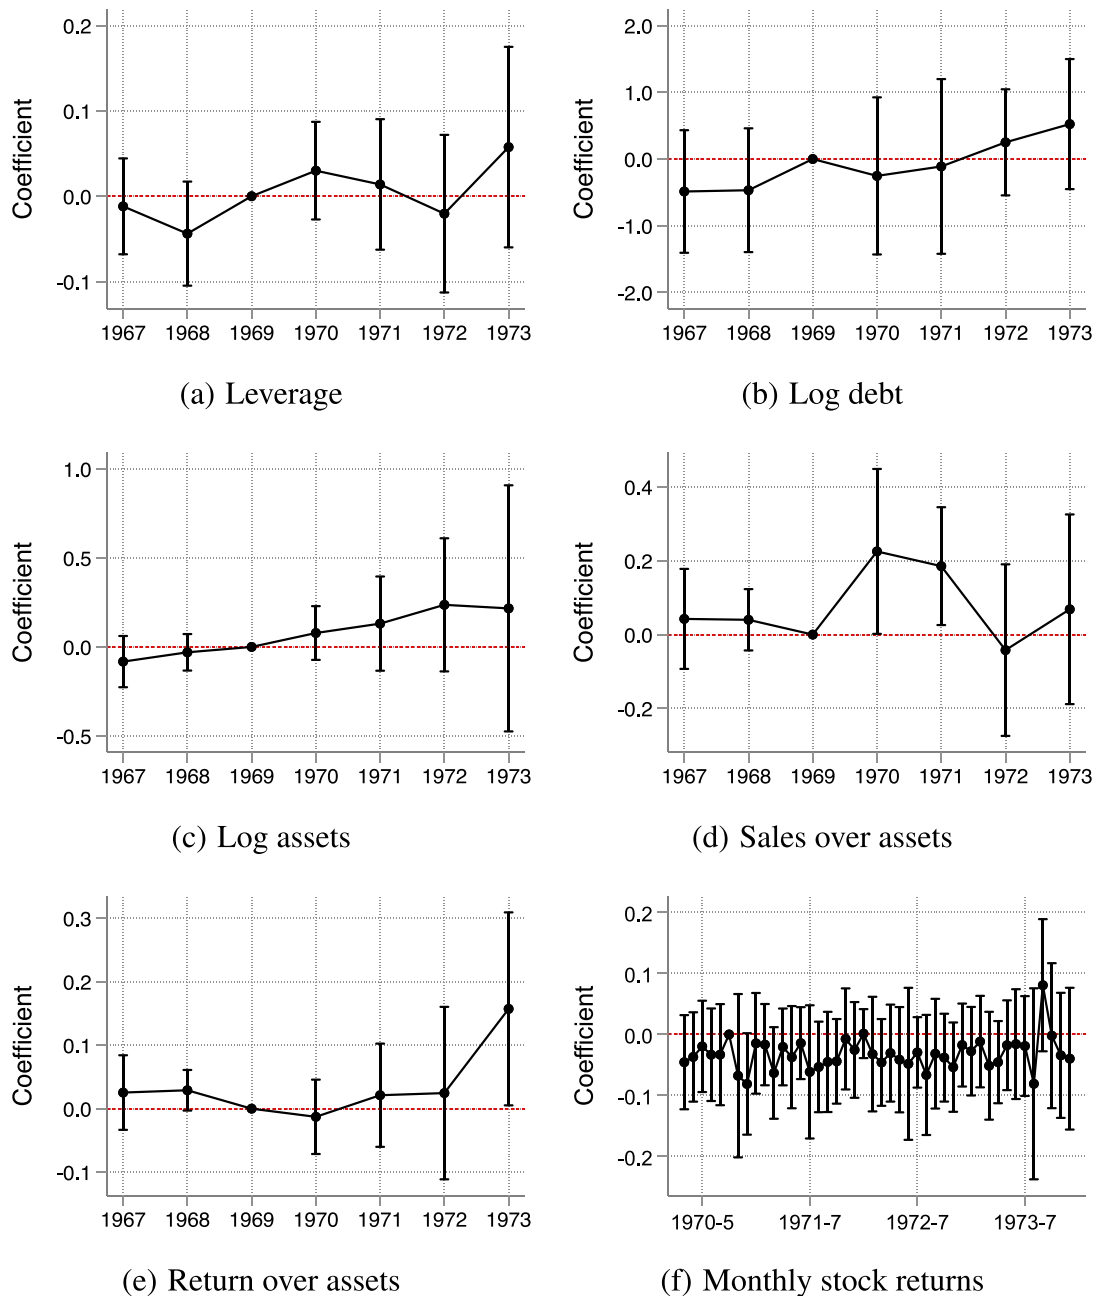 0.2
0.1
0.0
-0.1
Coefficient
1967 1968 1969 1970 1971 1972 1973
(a) Leverage
2.0
1.0
0.0
-1.0
-2.0
Coefficient
1967 1968 1969 1970 1971 1972 1973
(b) Log debt
1.0
0.5
0.0
-0.5
Coefficient
1967 1968 1969 1970 1971 1972 1973
(c) Log assets
0.4
0.2
0.0
-0.2
Coefficient
1967 1968 1969 1970 1971 1972 1973
(d) Sales over assets
0.3
0.2
0.1
0.0
-0.1
Coefficient
1967 1968 1969 1970 1971 1972 1973
(e) Return over assets
0.2
0.1
0.0
-0.1
-0.2
Coefficient
1970-5 1971-7 1972-7 1973-7
(f) Monthly stock returns